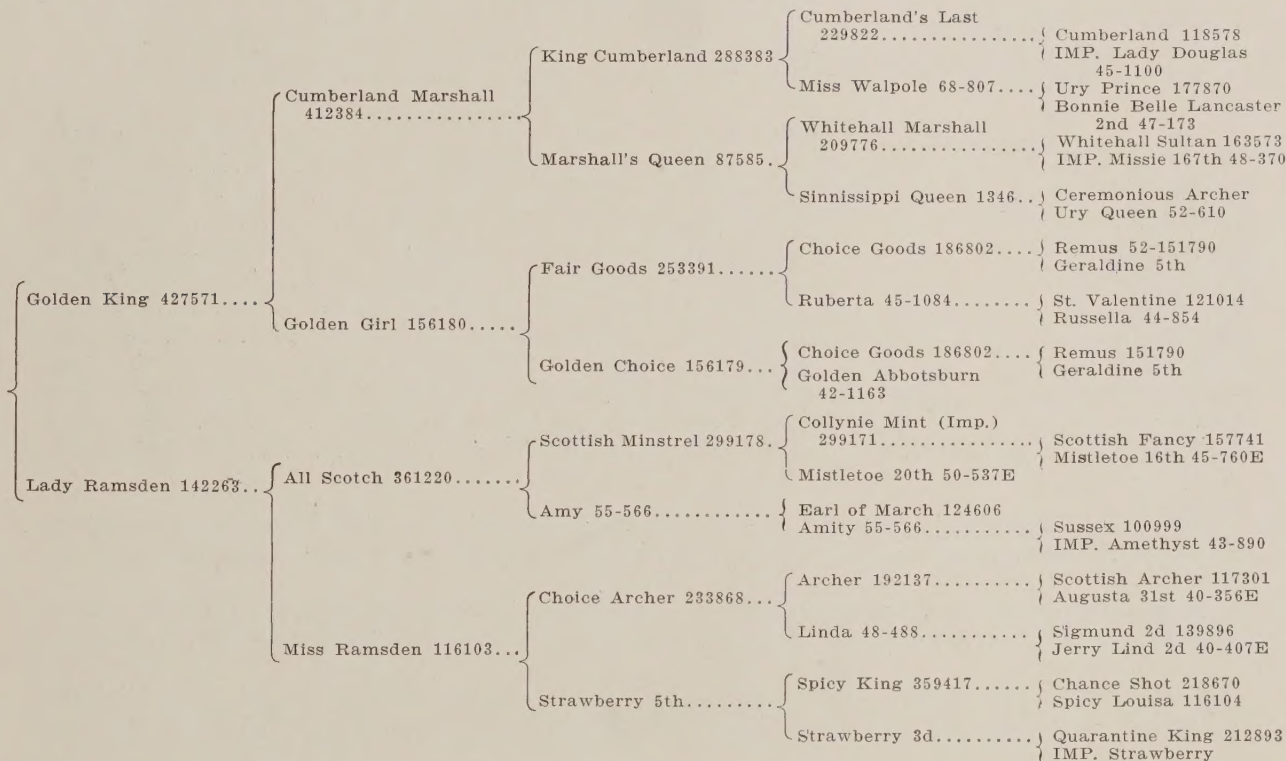 Cumberland's Last
229822................ Cumberland 118578
King Cumberland 288383
IMP. Lady Douglas
45-1100
Miss Walpole 68-807.... Ury Prince 177870
Cumberland Marshall
412384...............
Bonnie Belle Lancaster
2nd 47-173
Whitehall Marshall
209776................ Whitehall Sultan 163573
Marshall's Queen 87585.
IMP. Missie 167th 48-370
Sinnissippi Queen 1346.. Ceremonious Archer
Ury Queen 52-610
Choice Goods 186802.... Remus 52-151790
Geraldine 5th
Fair Goods 253391......
Golden King 427571....
Ruberta 45-1084........ St. Valentine 121014
Russella 44-854
Golden Girl 156180.....
Choice Goods 186802.... Remus 151790
Golden Choice 156179...
Geraldine 5th
Golden Abbotsburn
42-1163
Collynie Mint (Imp.)
299171................ Scottish Fancy 157741
Scottish Minstrel 299178.
Mistletoe 16th 45-760E
Mistletoe 20th 50-537E
Lady Ramsden 142263..
All Scotch 361220.......
Amy 55-566............ Earl of March 124606
Amity 55-566........... Sussex 100999
IMP. Amethyst 43-890
Archer 192137.......... Scottish Archer 117301
Augusta 31st 40-356E
Choice Archer 233868...
Linda 48-488........... Sigmund 2d 139896
Jerry Lind 2d 40-407E
Miss Ramsden 116103...
Spicy King 359417...... Chance Shot 218670
Spicy Louisa 116104
Strawberry 5th.........
Strawberry 3d.......... Quarantine King 212893
IMP. Strawberry